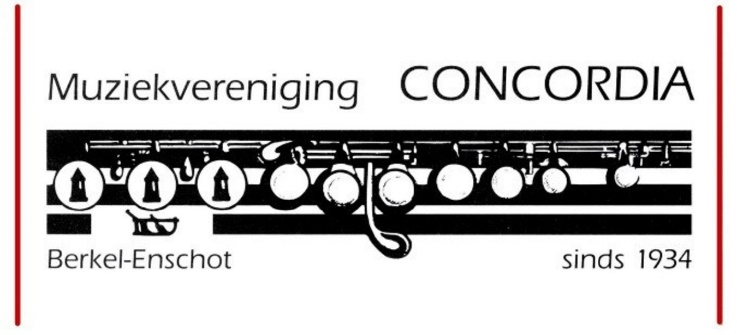 Muziekvereniging CONCORDIA
Berkel-Enschot sinds 1934